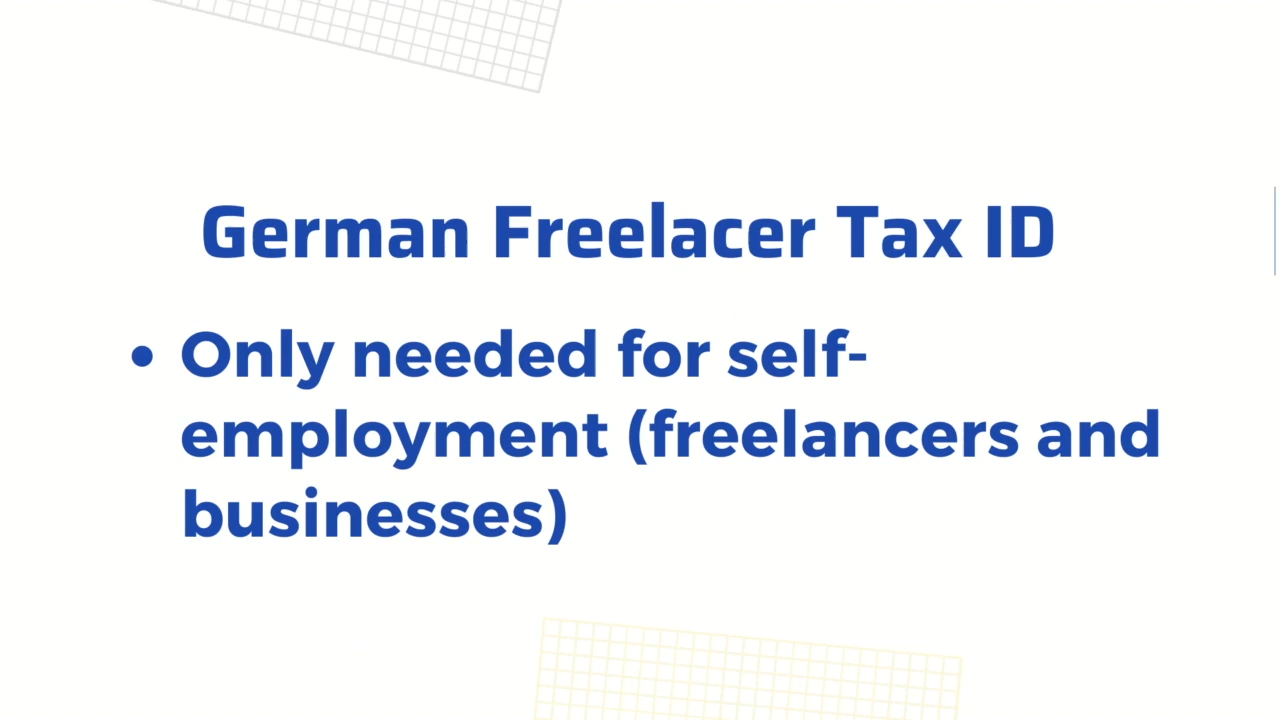 German Freelacer Tax ID
• Only needed for self-
employment (freelancers and
businesses)